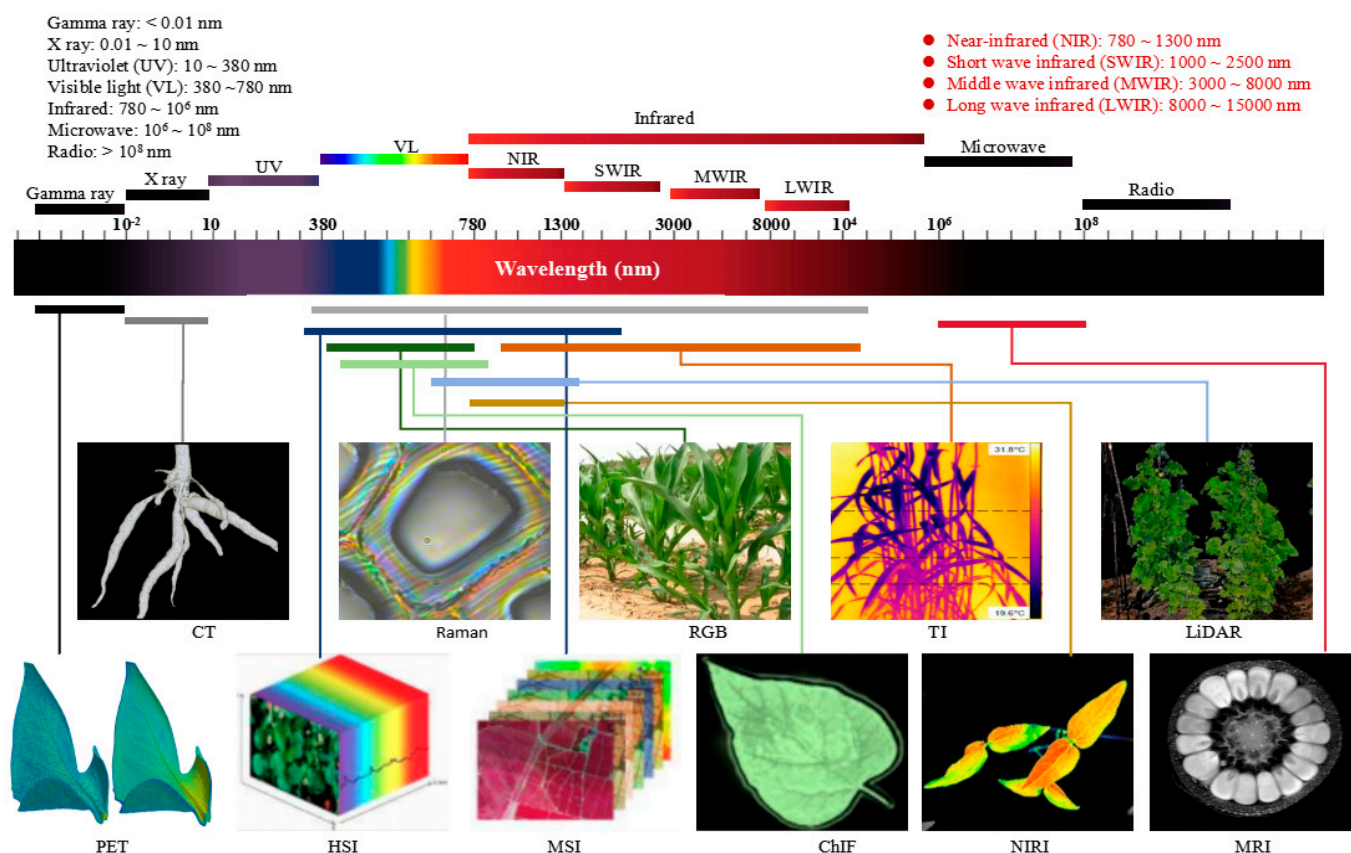 Gamma ray: < 0.01 nm
X ray: 0.01 ~ 10 nm
Ultraviolet (UV): 10 ~ 380 nm
Visible light (VL): 380 ~780 nm
Infrared: 780 ~ 10⁶ nm
Microwave: 10⁶ ~ 10⁸ nm
Radio: > 10⁸ nm
● Near-infrared (NIR): 780 ~ 1300 nm
● Short wave infrared (SWIR): 1000 ~ 2500 nm
● Middle wave infrared (MWIR): 3000 ~ 8000 nm
● Long wave infrared (LWIR): 8000 ~ 15000 nm
Infrared
VL
Microwave
UV
NIR
SWIR
MWIR
LWIR
X ray
Gamma ray
Radio
10⁻² 10 380 780 1300 3000 8000 10⁴ 10⁶ 10⁸
Wavelength (nm)
31.8°C
19.6°C
CT Raman RGB TI LiDAR
PET HSI MSI ChIF NIRI MRI